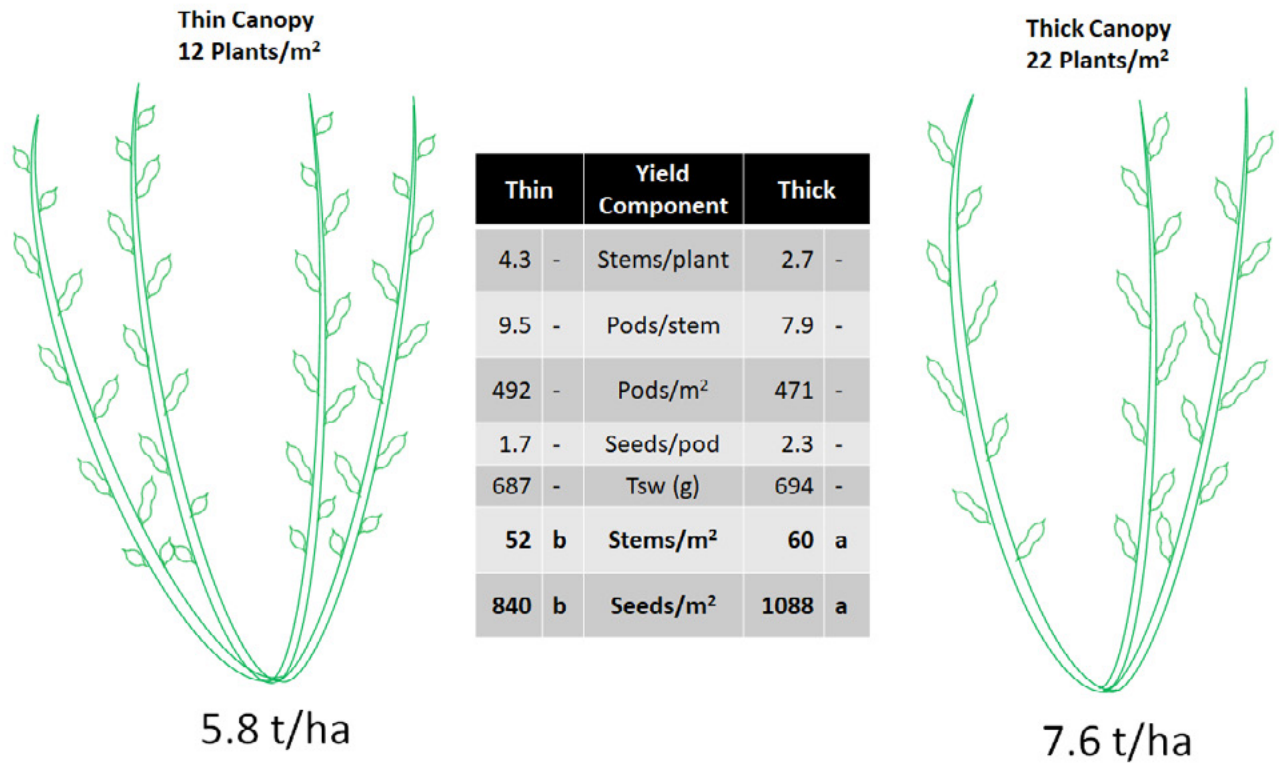 Thin Canopy
12 Plants/m²
Thick Canopy
22 Plants/m²
Thin Yield Component Thick
4.3 - Stems/plant 2.7 -
9.5 - Pods/stem 7.9 -
492 - Pods/m² 471 -
1.7 - Seeds/pod 2.3 -
687 - Tsw (g) 694 -
52 b Stems/m² 60 a
840 b Seeds/m² 1088 a
5.8 t/ha
7.6 t/ha